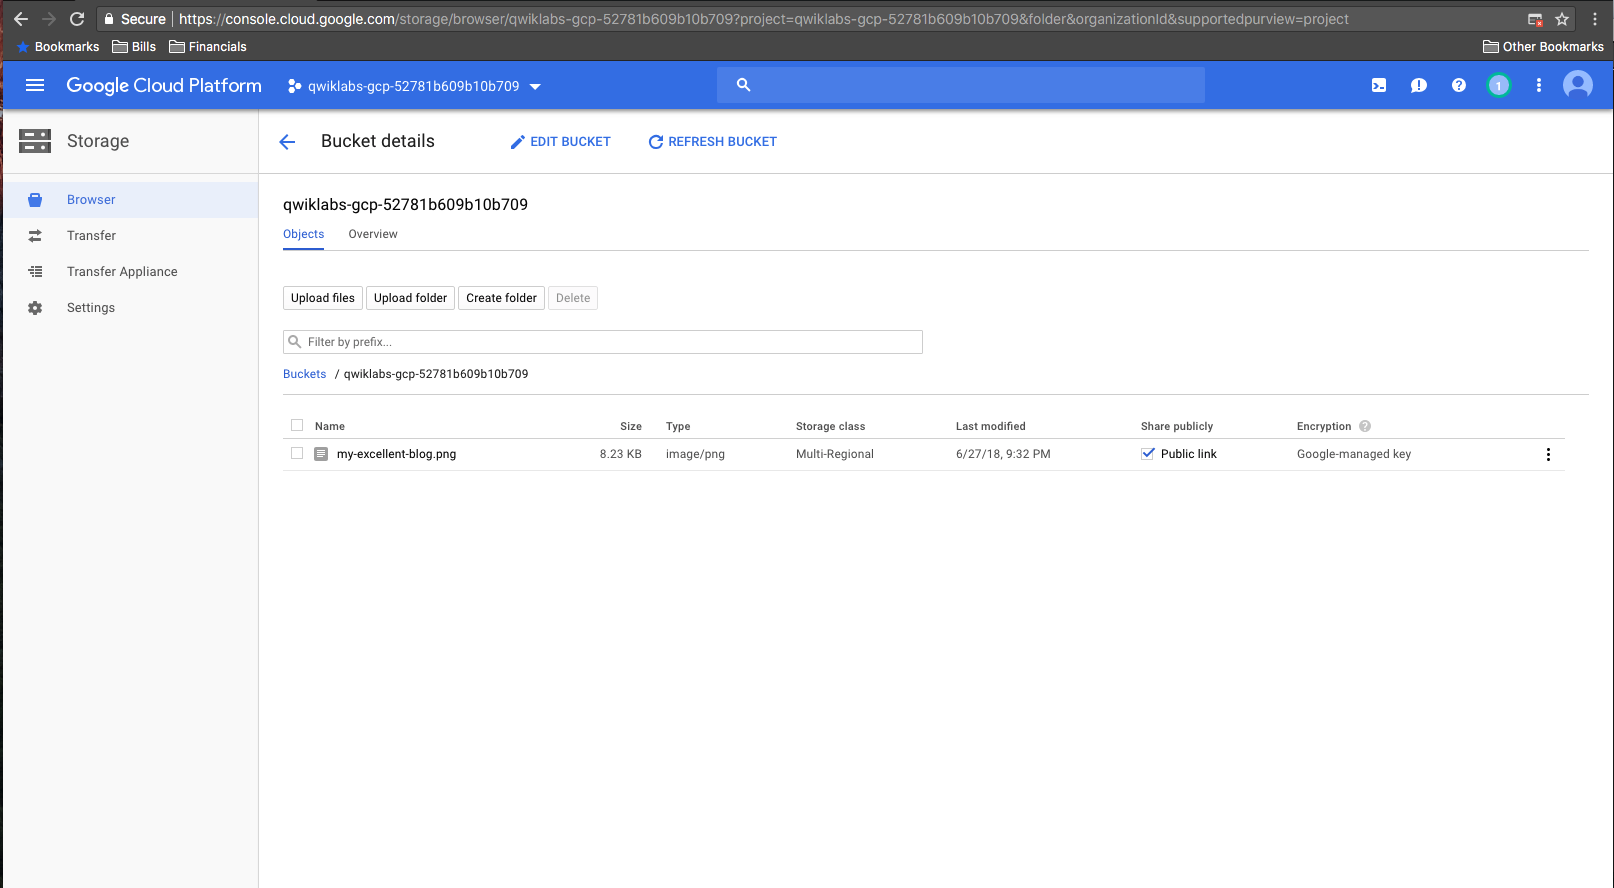 Secure https://console.cloud.google.com/storage/browser/qwiklabs-gcp-52781b609b10b709?project=qwiklabs-gcp-52781b609b10b709&folder&organizationId&supportedpurview=project
Bookmarks Bills Financials Other Bookmarks
Google Cloud Platform qwiklabs-gcp-52781b609b10b709 1
Storage Bucket details EDIT BUCKET REFRESH BUCKET
Browser
Transfer
Transfer Appliance
Settings
qwiklabs-gcp-52781b609b10b709
Objects Overview
Upload files Upload folder Create folder Delete
Filter by prefix...
Buckets / qwiklabs-gcp-52781b609b10b709
Name Size Type Storage class Last modified Share publicly Encryption ?
my-excellent-blog.png 8.23 KB image/png Multi-Regional 6/27/18, 9:32 PM Public link Google-managed key